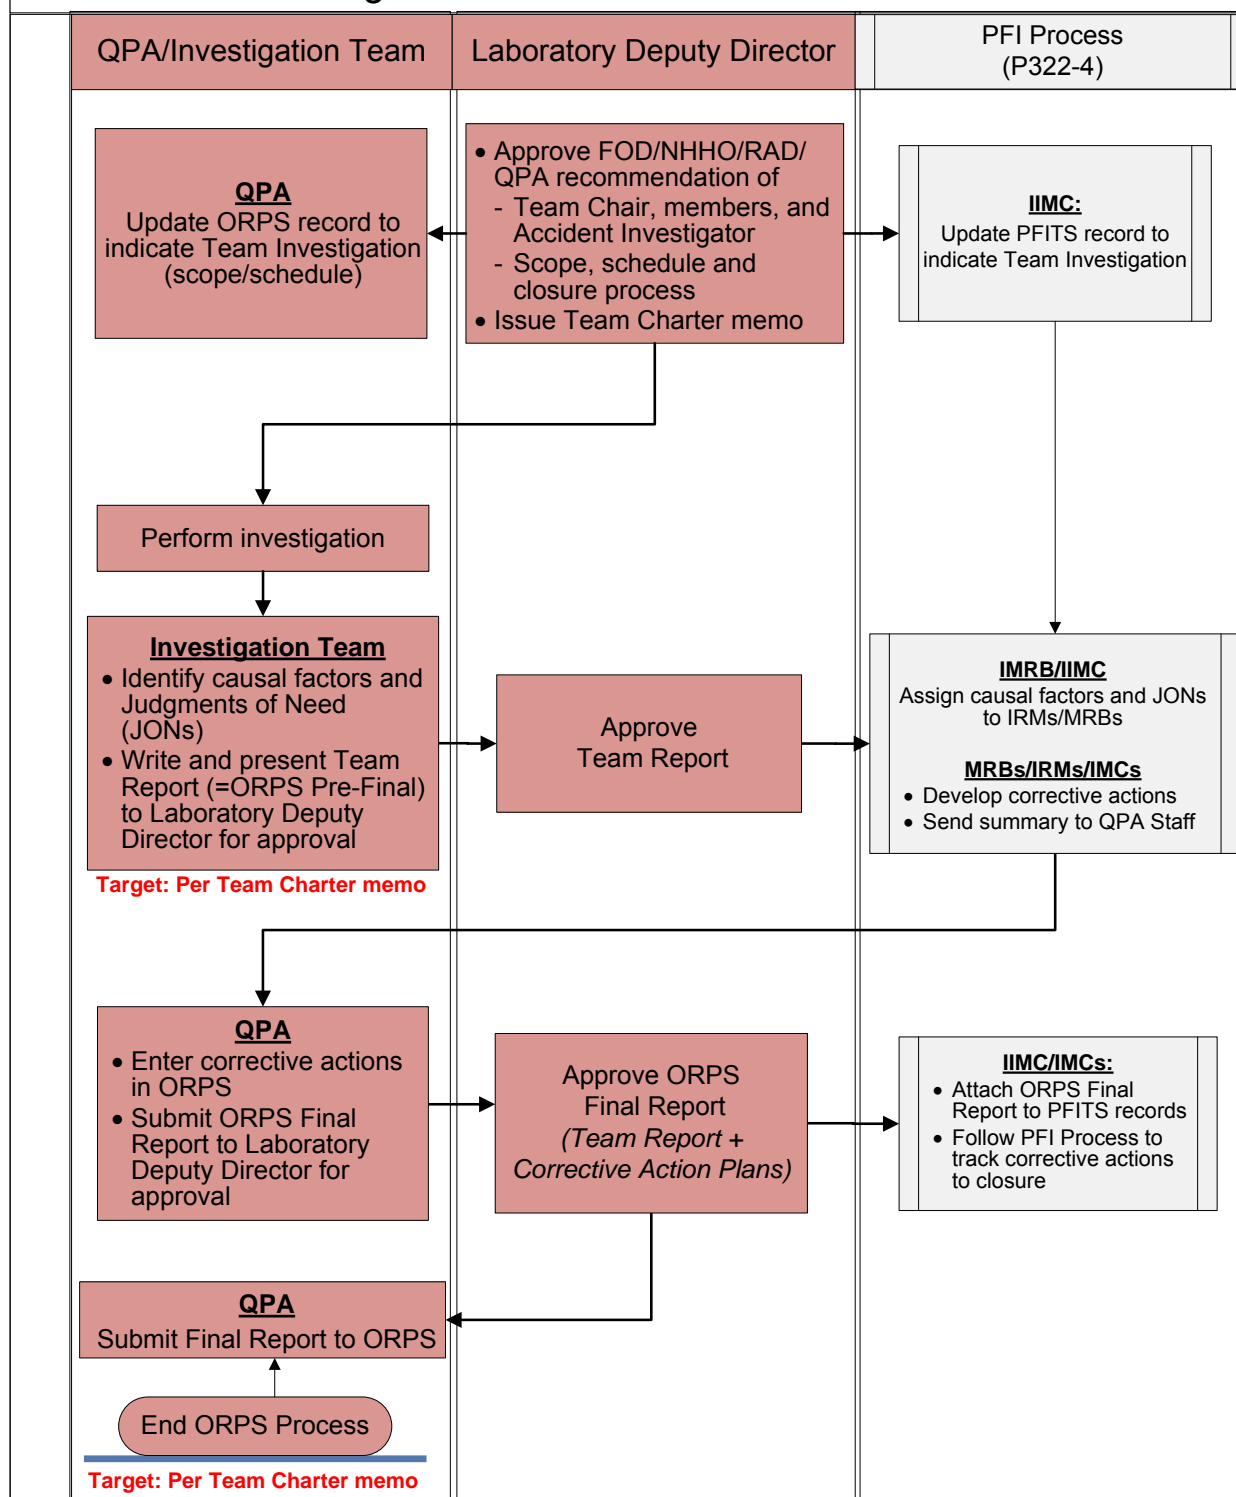 QPA/Investigation Team
Laboratory Deputy Director
PFI Process
(P322-4)
QPA
Update ORPS record to
indicate Team Investigation
(scope/schedule)
• Approve FOD/NHHO/RAD/
QPA recommendation of
- Team Chair, members, and
Accident Investigator
- Scope, schedule and
closure process
• Issue Team Charter memo
IIMC:
Update PFITS record to
indicate Team Investigation
Perform investigation
Investigation Team
• Identify causal factors and
Judgments of Need
(JONs)
• Write and present Team
Report (=ORPS Pre-Final)
to Laboratory Deputy
Director for approval
Target: Per Team Charter memo
Approve
Team Report
IMRB/IIMC
Assign causal factors and JONs
to IRMs/MRBs
MRBs/IRMs/IMCs
• Develop corrective actions
• Send summary to QPA Staff
QPA
• Enter corrective actions
in ORPS
• Submit ORPS Final
Report to Laboratory
Deputy Director for
approval
Approve ORPS
Final Report
(Team Report +
Corrective Action Plans)
IIMC/IMCs:
• Attach ORPS Final
Report to PFITS records
• Follow PFI Process to
track corrective actions
to closure
QPA
Submit Final Report to ORPS
End ORPS Process
Target: Per Team Charter memo